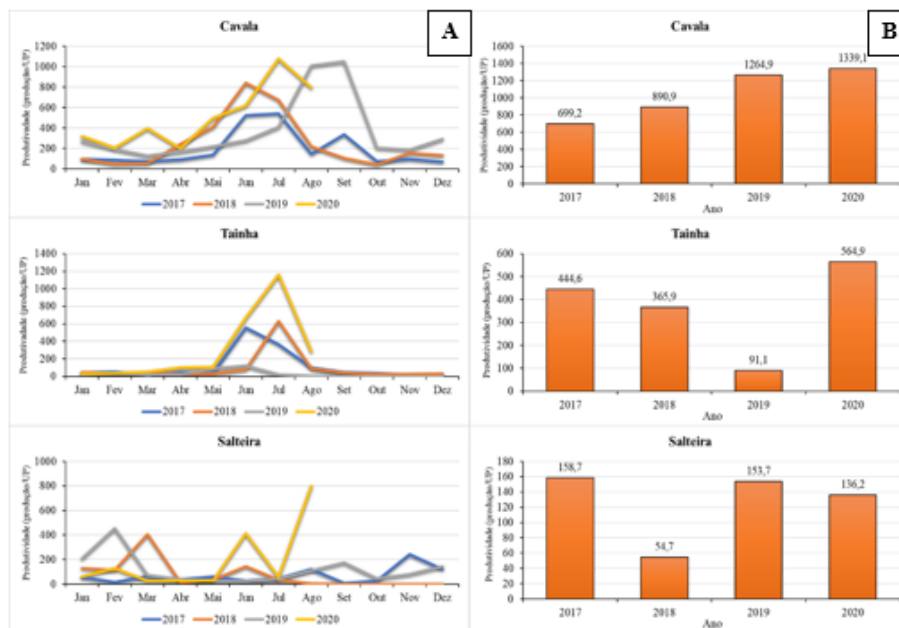 Cavala
A
Produtividade (produção/UP)
1200
1000
800
600
400
200
0
Jan Fev Mar Abr Mai Jun Jul Ago Set Out Nov Dez
2017 2018 2019 2020
Cavala
B
Produtividade (produção/UP)
1600
1400
1200
1000
800
600
400
200
0
699,2 890,9 1264,9 1339,1
2017 2018 2019 2020
Ano
Tainha
Produtividade (produção/UP)
1400
1200
1000
800
600
400
200
0
Jan Fev Mar Abr Mai Jun Jul Ago Set Out Nov Dez
2017 2018 2019 2020
Tainha
Produtividade (produção/UP)
600
500
400
300
200
100
0
444,6 365,9 91,1 564,9
2017 2018 2019 2020
Ano
Salteira
Produtividade (produção/UP)
1000
800
600
400
200
0
Jan Fev Mar Abr Mai Jun Jul Ago Set Out Nov Dez
2017 2018 2019 2020
Salteira
Produtividade (produção/UP)
180
160
140
120
100
80
60
40
20
0
158,7 54,7 153,7 136,2
2017 2018 2019 2020
Ano